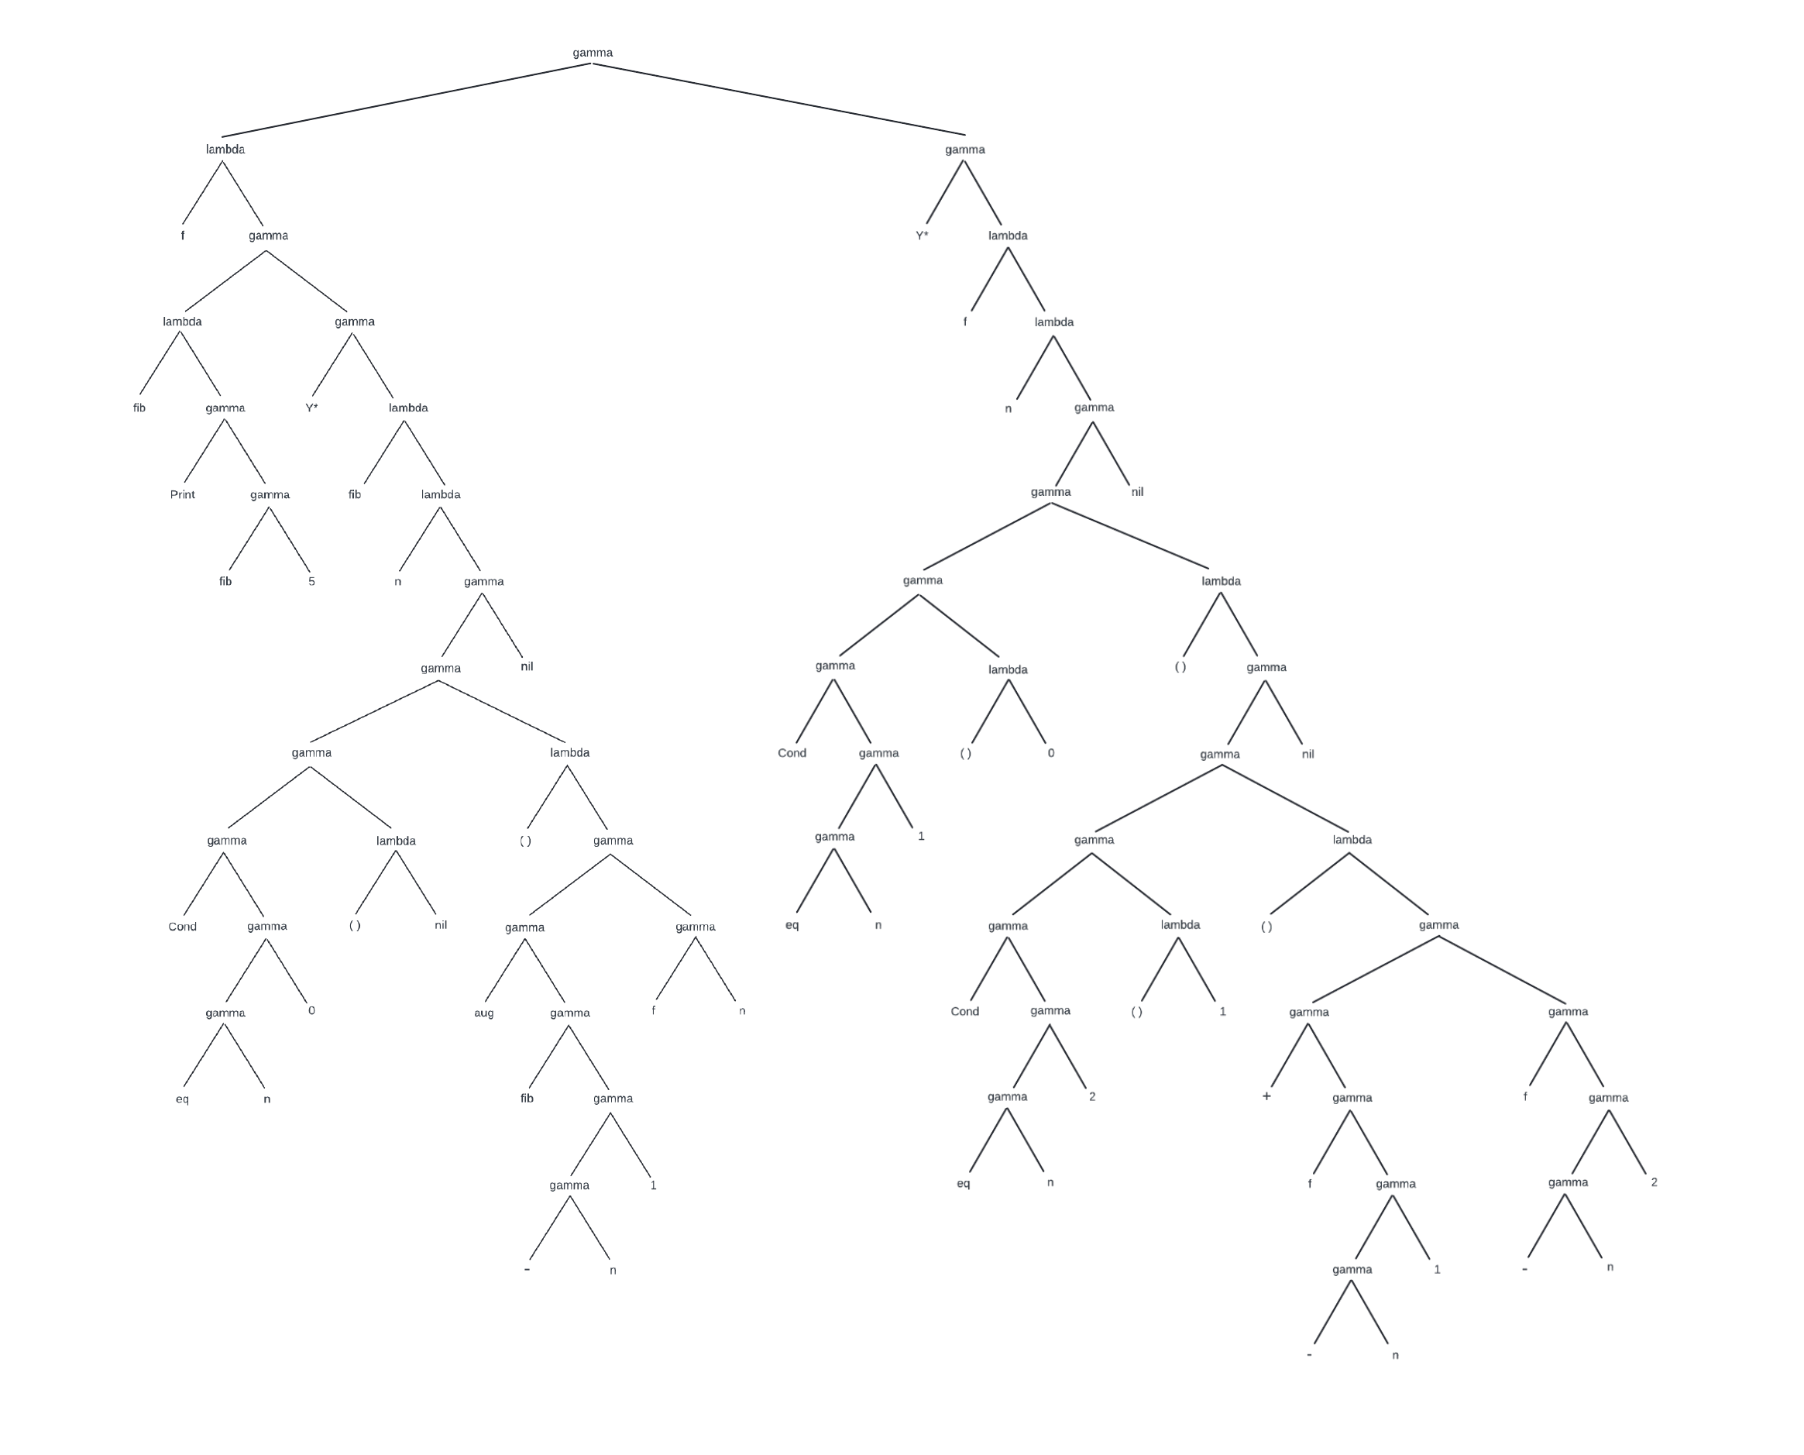 gamma
lambda gamma
f gamma Y* lambda
lambda gamma f lambda
fib gamma Y* lambda n gamma
Print gamma fib lambda gamma nil
fib 5 n gamma gamma lambda
gamma nil gamma lambda ( ) gamma
gamma lambda Cond gamma ( ) 0 gamma nil
gamma lambda ( ) gamma gamma 1 gamma lambda
Cond gamma ( ) nil gamma gamma eq n gamma lambda ( ) gamma
gamma 0 aug gamma f n Cond gamma ( ) 1 gamma gamma
eq n fib gamma gamma 2 + gamma f gamma
gamma 1 eq n f gamma gamma 2
- n gamma 1 - n
- n